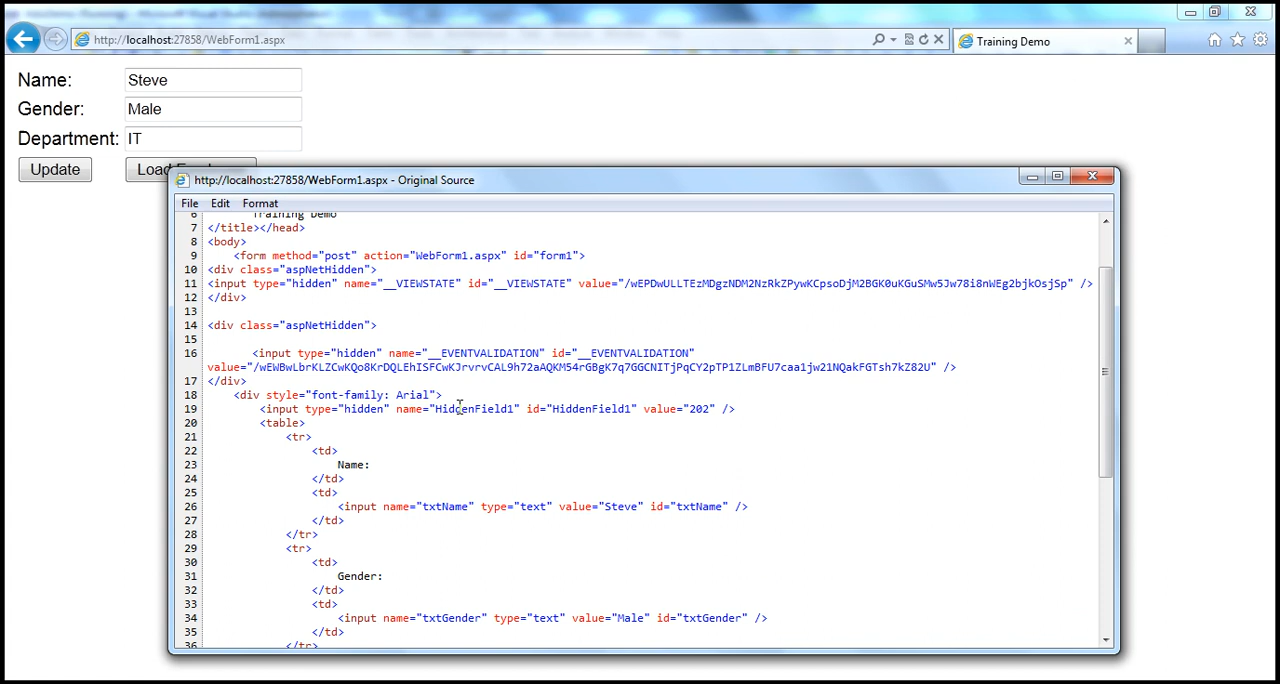 http://localhost:27858/WebForm1.aspx
Training Demo
Name: Steve
Gender: Male
Department: IT
Update Load
http://localhost:27858/WebForm1.aspx - Original Source
File Edit Format
6 Training Demo
7 </title></head>
8 <body>
9 <form method="post" action="WebForm1.aspx" id="form1">
10 <div class="aspNetHidden">
11 <input type="hidden" name="__VIEWSTATE" id="__VIEWSTATE" value="/wEPDwULLTEzMDgzNDM2NzRkZPywKCpsoDjM2BGK0uKGuSMw5Jw78i8nWEg2bjkOsjSp" />
12 </div>
13
14 <div class="aspNetHidden">
15
16 <input type="hidden" name="__EVENTVALIDATION" id="__EVENTVALIDATION"
value="/wEWBwLbrKLZCwKQo8KrDQLEhISFCwKJrvrvCAL9h72aAQKM54rGBgK7q7GGCNITjPqCY2pTP1ZLmBFU7caa1jw21NQakFGTsh7kZ82U" />
17 </div>
18 <div style="font-family: Arial">
19 <input type="hidden" name="HiddenField1" id="HiddenField1" value="202" />
20 <table>
21 <tr>
22 <td>
23 Name:
24 </td>
25 <td>
26 <input name="txtName" type="text" value="Steve" id="txtName" />
27 </td>
28 </tr>
29 <tr>
30 <td>
31 Gender:
32 </td>
33 <td>
34 <input name="txtGender" type="text" value="Male" id="txtGender" />
35 </td>
36 </tr>